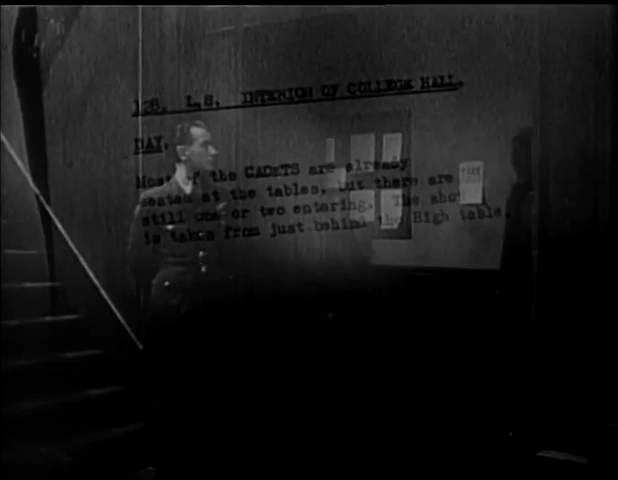 128. L.S. INTERIOR OF COLLEGE HALL.
DAY.
Most of the CADETS are already
seated at the tables, but there are
still one or two entering. The shot
is taken from just behind the High table.